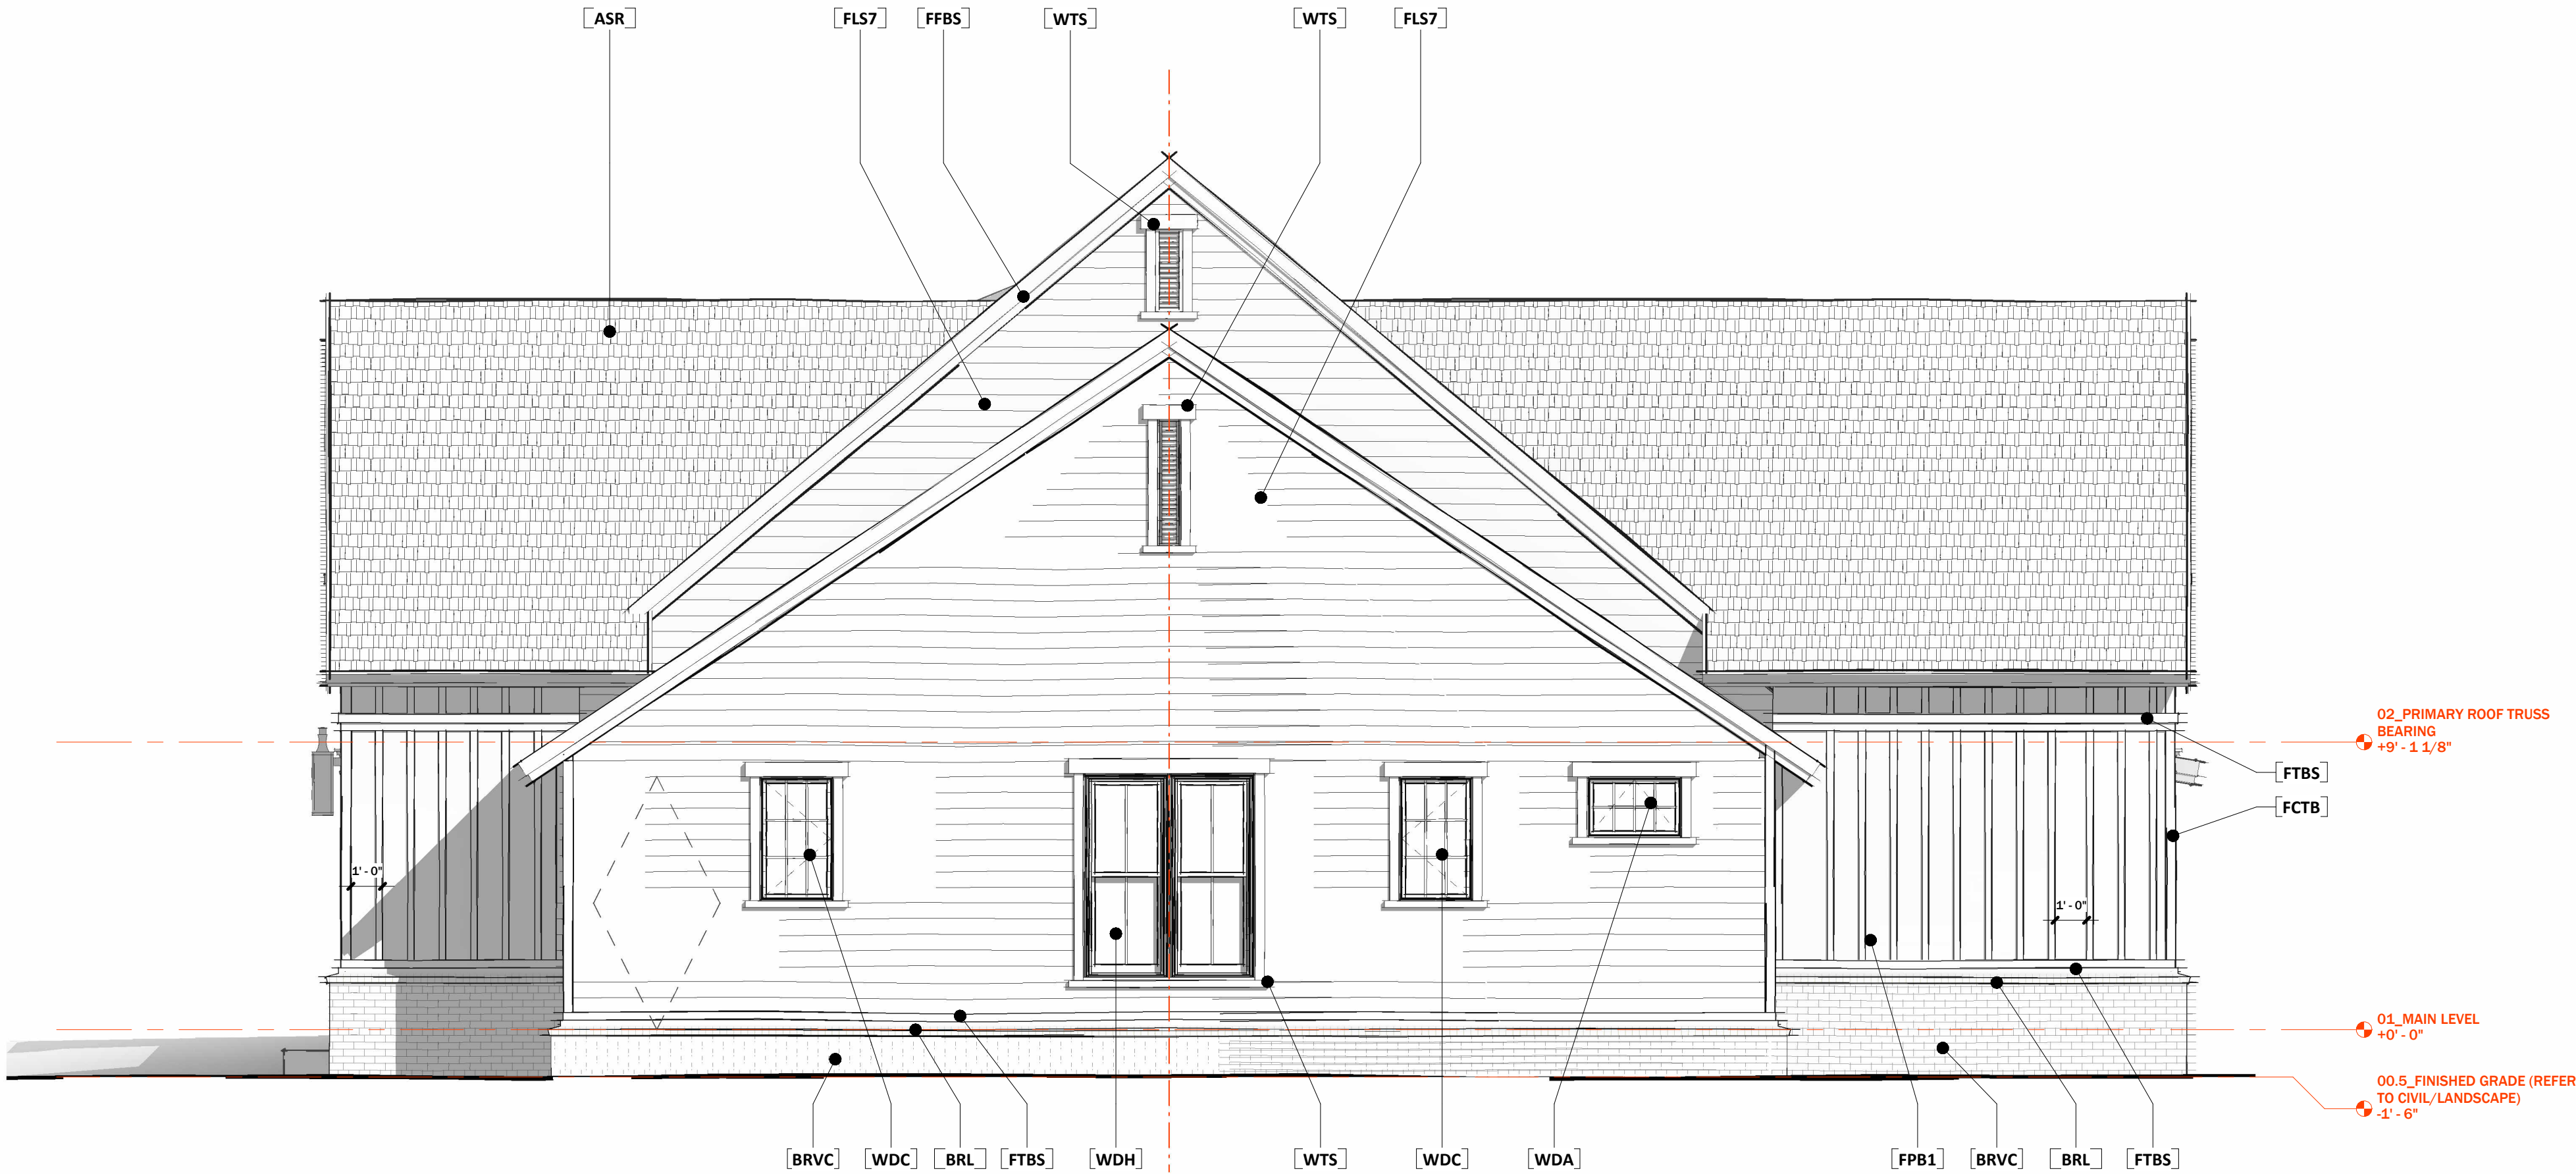 ASR
FLS7
FFBS
WTS
WTS
FLS7
02_PRIMARY ROOF TRUSS
BEARING
+9' - 1 1/8"
FTBS
FCTB
1' - 0"
1' - 0"
01_MAIN LEVEL
+0' - 0"
00.5_FINISHED GRADE (REFER
TO CIVIL/LANDSCAPE)
-1' - 6"
BRVC
WDC
BRL
FTBS
WDH
WTS
WDC
WDA
FPB1
BRVC
BRL
FTBS